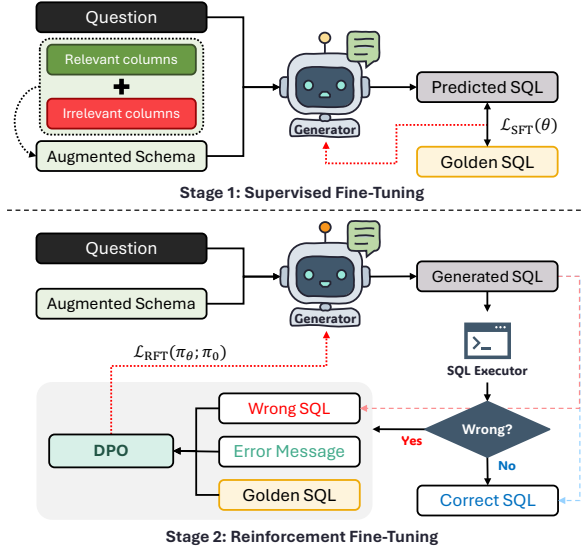 Question
Relevant columns
+
Irrelevant columns
Augmented Schema
Generator
Predicted SQL
ℒSFT(θ)
Golden SQL
Stage 1: Supervised Fine-Tuning
Question
Augmented Schema
Generator
Generated SQL
SQL Executor
ℒRFT(πθ; π0)
Wrong SQL
Error Message
Golden SQL
DPO
Wrong?
Yes
No
Correct SQL
Stage 2: Reinforcement Fine-Tuning